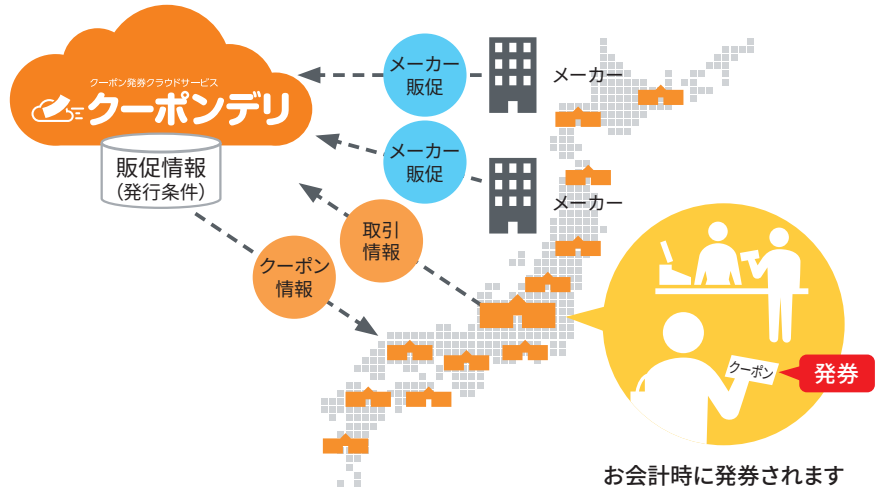 クーポン発券クラウドサービス
クーポンデリ
販促情報
（発行条件）
メーカー
販促
メーカー
メーカー
販促
メーカー
取引
情報
クーポン
情報
クーポン
発券
お会計時に発券されます